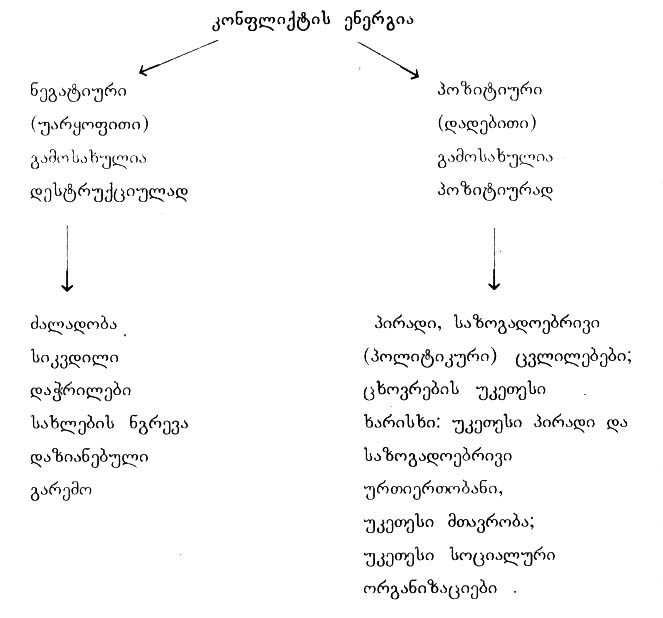 კონფლიქტის ენერგია
ნეგატიური
(უარყოფითი)
გამოსახულია
დესტრუქციულად
პოზიტიური
(დადებითი)
გამოსახულია
პოზიტიურად
ძალადობა
სიკვდილი
დაჭრილები
სახლების ნგრევა
დაზიანებული
გარემო
პირადი, საზოგადოებრივი
(პოლიტიკური) ცვლილებები;
ცხოვრების უკეთესი
ხარისხი: უკეთესი პირადი და
საზოგადოებრივი
ურთიერთობანი,
უკეთესი მთავრობა;
უკეთესი სოციალური
ორგანიზაციები .